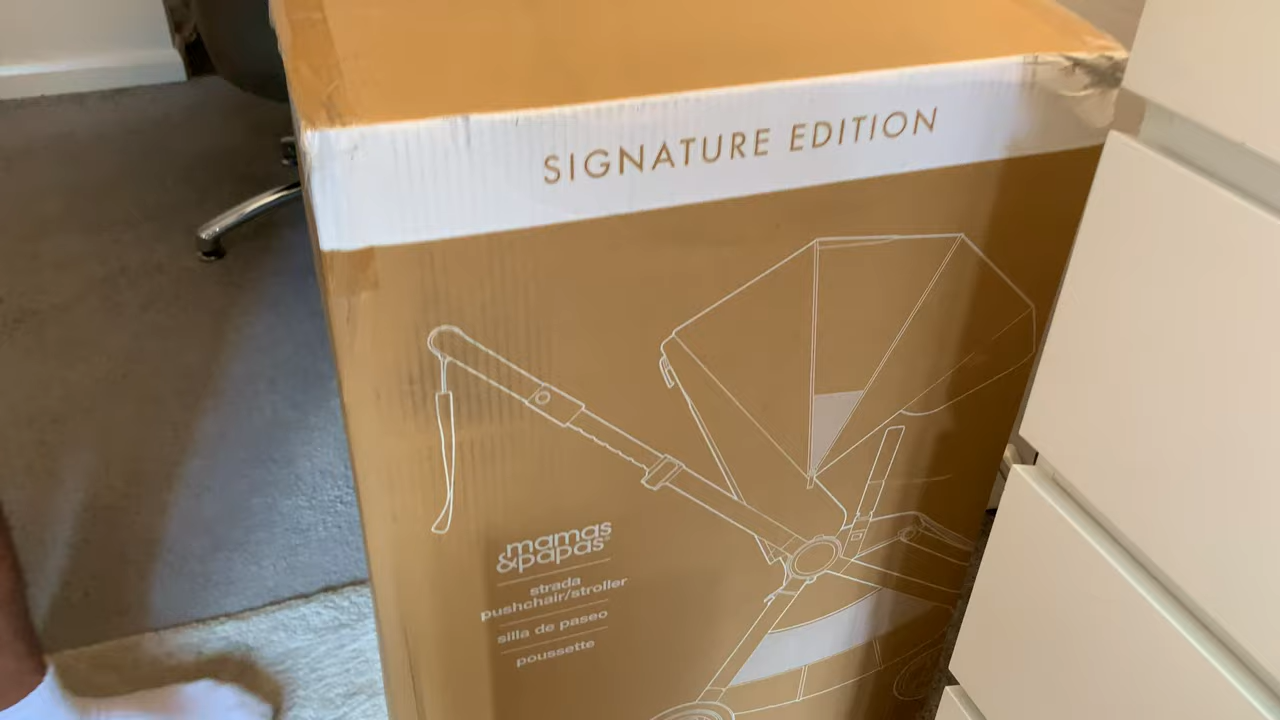 SIGNATURE EDITION
mamas
&papas
strada
pushchair/stroller
silla de paseo
poussette